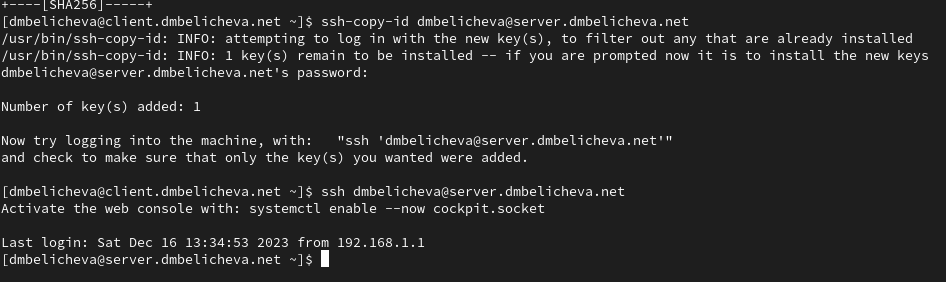 +----[SHA256]-----+
[dmbelicheva@client.dmbelicheva.net ~]$ ssh-copy-id dmbelicheva@server.dmbelicheva.net
/usr/bin/ssh-copy-id: INFO: attempting to log in with the new key(s), to filter out any that are already installed
/usr/bin/ssh-copy-id: INFO: 1 key(s) remain to be installed -- if you are prompted now it is to install the new keys
dmbelicheva@server.dmbelicheva.net's password:

Number of key(s) added: 1

Now try logging into the machine, with:   "ssh 'dmbelicheva@server.dmbelicheva.net'"
and check to make sure that only the key(s) you wanted were added.

[dmbelicheva@client.dmbelicheva.net ~]$ ssh dmbelicheva@server.dmbelicheva.net
Activate the web console with: systemctl enable --now cockpit.socket

Last login: Sat Dec 16 13:34:53 2023 from 192.168.1.1
[dmbelicheva@server.dmbelicheva.net ~]$